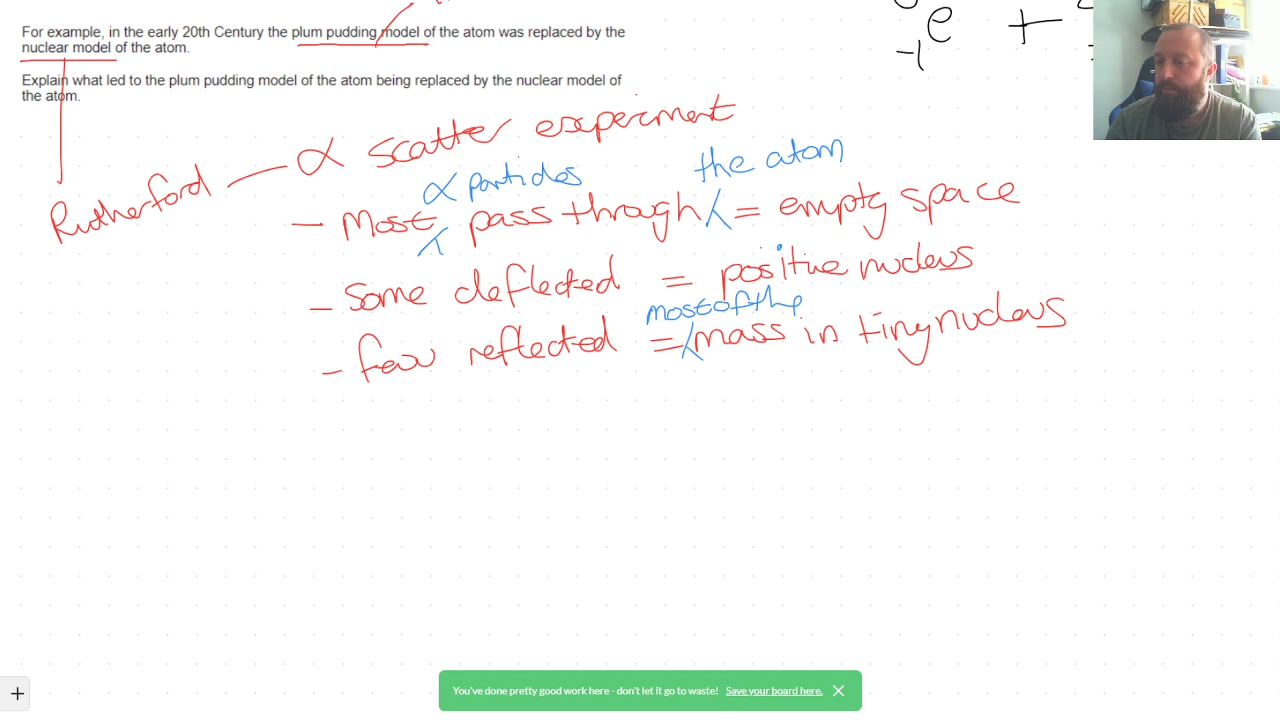 For example, in the early 20th Century the plum pudding model of the atom was replaced by the
nuclear model of the atom.
Explain what led to the plum pudding model of the atom being replaced by the nuclear model of
the atom.
e +
-1
Rutherford — α scatter experiment
α particles the atom
- Most pass through = empty space
- Some deflected = positive nucleus
most of the
- few reflected = mass in tiny nucleus
+
You've done pretty good work here - don't let it go to waste! Save your board here.